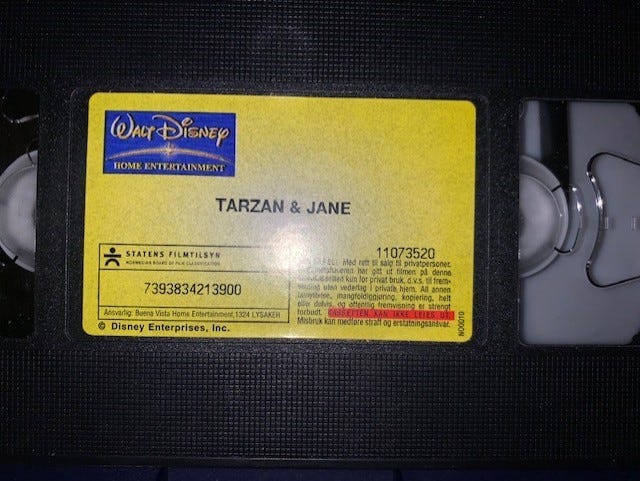 WALT DISNEY
HOME ENTERTAINMENT
TARZAN & JANE
STATENS FILMTILSYN
NORWEGIAN BOARD OF FILM CLASSIFICATION
7393834213900
Ansvarlig: Buena Vista Home Entertainment, 1324 LYSAKER
© Disney Enterprises, Inc.
11073520
Med rett til salg til privatpersoner.
har gitt ut filmen på denne
kun for privat bruk, d.v.s. til frem-
uten vederlag i private hjem. All annen
mangfoldiggjøring, kopiering, helt
eller delvis, og offentlig fremvisning er strengt
forbudt. KASSETTEN KAN IKKE LEIES UT.
Misbruk kan medføre straff og erstatningsansvar.